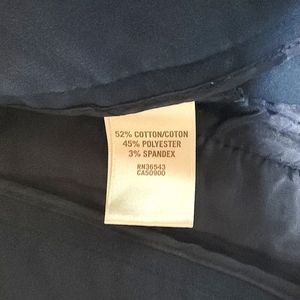 52% COTTON/COTON
45% POLYESTER
3% SPANDEX
RN36543
CA50900